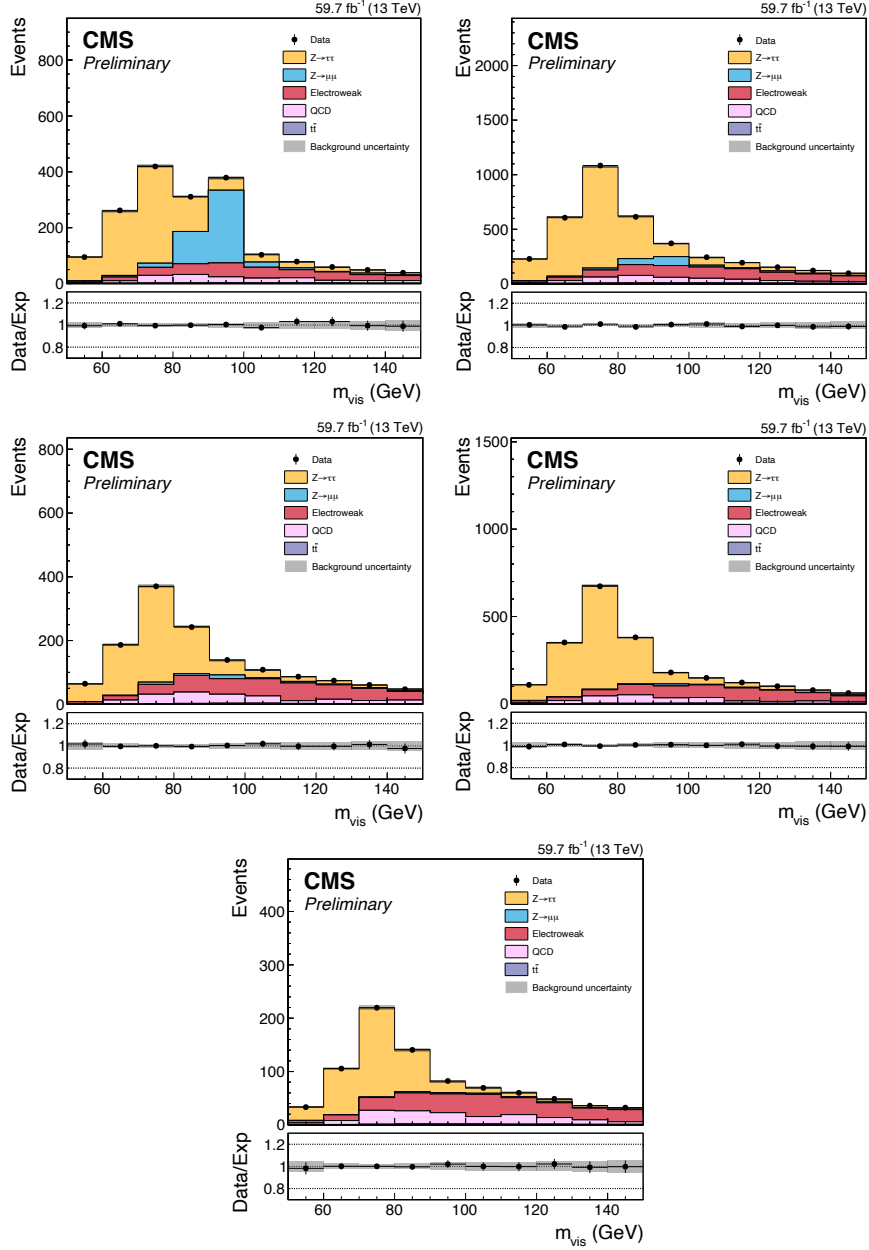 59.7 fb⁻¹ (13 TeV)
Events
CMS
Preliminary
Data
Z→ττ
Z→μμ
Electroweak
QCD
tt̄
Background uncertainty
800
600
400
200
0
Data/Exp
1.2
1
0.8
60 80 100 120 140
m_vis (GeV)
59.7 fb⁻¹ (13 TeV)
Events
CMS
Preliminary
Data
Z→ττ
Z→μμ
Electroweak
QCD
tt̄
Background uncertainty
2000
1500
1000
500
0
Data/Exp
1.2
1
0.8
60 80 100 120 140
m_vis (GeV)
59.7 fb⁻¹ (13 TeV)
Events
CMS
Preliminary
Data
Z→ττ
Z→μμ
Electroweak
QCD
tt̄
Background uncertainty
800
600
400
200
0
Data/Exp
1.2
1
0.8
60 80 100 120 140
m_vis (GeV)
59.7 fb⁻¹ (13 TeV)
Events
CMS
Preliminary
Data
Z→ττ
Z→μμ
Electroweak
QCD
tt̄
Background uncertainty
1500
1000
500
0
Data/Exp
1.2
1
0.8
60 80 100 120 140
m_vis (GeV)
59.7 fb⁻¹ (13 TeV)
Events
CMS
Preliminary
Data
Z→ττ
Z→μμ
Electroweak
QCD
tt̄
Background uncertainty
400
300
200
100
0
Data/Exp
1.2
1
0.8
60 80 100 120 140
m_vis (GeV)